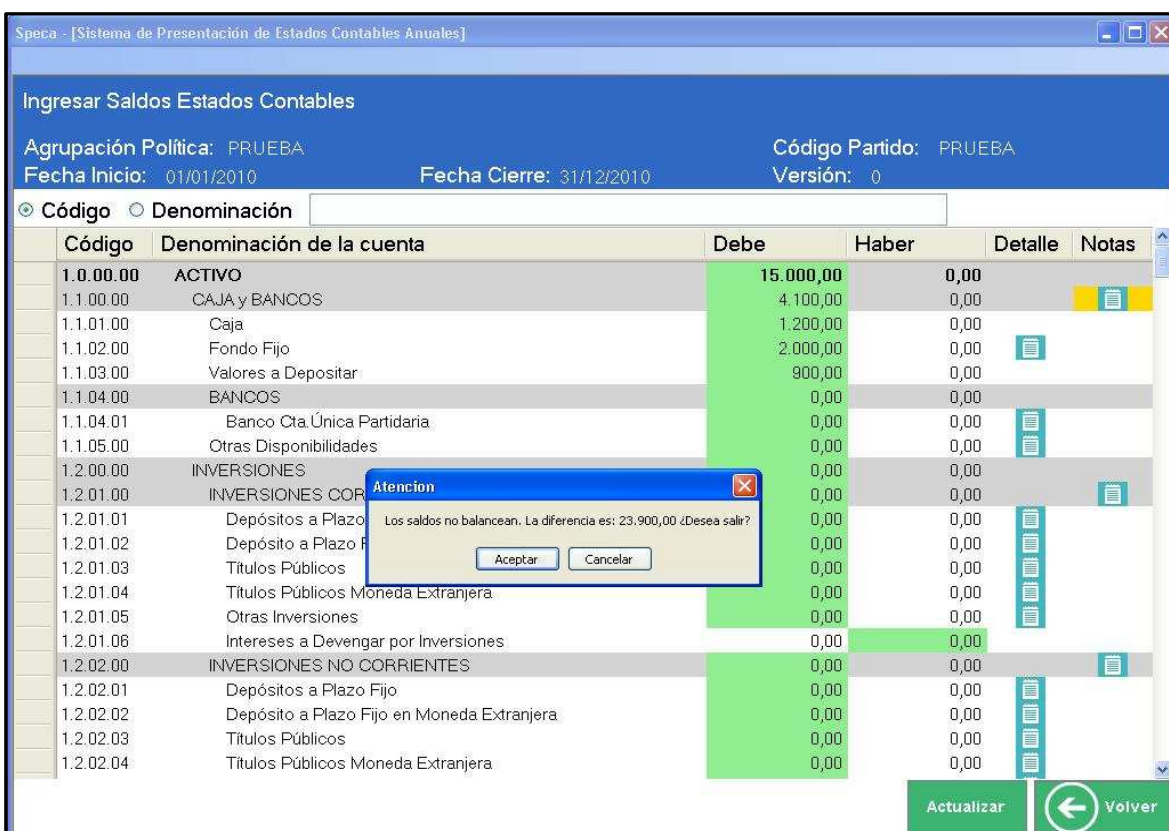 Speca - [Sistema de Presentación de Estados Contables Anuales]
Ingresar Saldos Estados Contables
Agrupación Política: PRUEBA Código Partido: PRUEBA
Fecha Inicio: 01/01/2010 Fecha Cierre: 31/12/2010 Versión: 0
Código Denominación
Código Denominación de la cuenta Debe Haber Detalle Notas
1.0.00.00 ACTIVO 15.000,00 0,00
1.1.00.00 CAJA y BANCOS 4.100,00 0,00
1.1.01.00 Caja 1.200,00 0,00
1.1.02.00 Fondo Fijo 2.000,00 0,00
1.1.03.00 Valores a Depositar 900,00 0,00
1.1.04.00 BANCOS 0,00 0,00
1.1.04.01 Banco Cta.Única Partidaria 0,00 0,00
1.1.05.00 Otras Disponibilidades 0,00 0,00
1.2.00.00 INVERSIONES 0,00 0,00
1.2.01.00 INVERSIONES COR 0,00 0,00
1.2.01.01 Depósitos a Plazo 0,00 0,00
1.2.01.02 Depósito a Plazo F 0,00 0,00
1.2.01.03 Títulos Públicos 0,00 0,00
1.2.01.04 Títulos Públicos Moneda Extranjera 0,00 0,00
1.2.01.05 Otras Inversiones 0,00 0,00
1.2.01.06 Intereses a Devengar por Inversiones 0,00 0,00
1.2.02.00 INVERSIONES NO CORRIENTES 0,00 0,00
1.2.02.01 Depósitos a Plazo Fijo 0,00 0,00
1.2.02.02 Depósito a Plazo Fijo en Moneda Extranjera 0,00 0,00
1.2.02.03 Títulos Públicos 0,00 0,00
1.2.02.04 Títulos Públicos Moneda Extranjera 0,00 0,00
Atencion
Los saldos no balancean. La diferencia es: 23.900,00 ¿Desea salir?
Aceptar Cancelar
Actualizar Volver